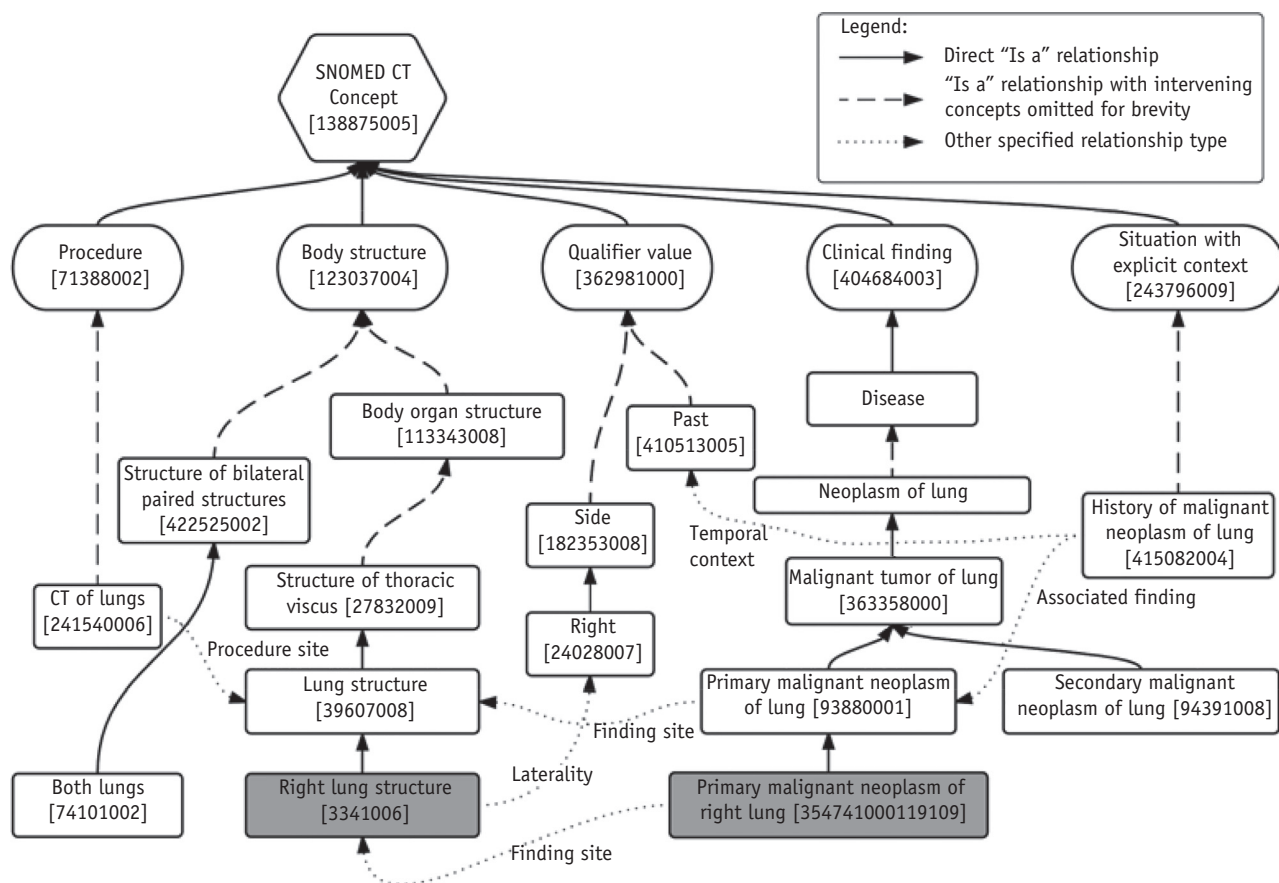 Legend:
Direct “Is a” relationship
“Is a” relationship with intervening
concepts omitted for brevity
Other specified relationship type
SNOMED CT
Concept
[138875005]
Procedure
[71388002]
Body structure
[123037004]
Qualifier value
[362981000]
Clinical finding
[404684003]
Situation with
explicit context
[243796009]
Disease
Body organ structure
[113343008]
Past
[410513005]
Structure of bilateral
paired structures
[422525002]
Neoplasm of lung
History of malignant
neoplasm of lung
[415082004]
Side
[182353008]
Temporal
context
Structure of thoracic
viscus [27832009]
Malignant tumor of lung
[363358000]
CT of lungs
[241540006]
Associated finding
Right
[24028007]
Procedure site
Lung structure
[39607008]
Primary malignant neoplasm
of lung [93880001]
Secondary malignant
neoplasm of lung [94391008]
Finding site
Laterality
Both lungs
[74101002]
Right lung structure
[3341006]
Primary malignant neoplasm of
right lung [354741000119109]
Finding site